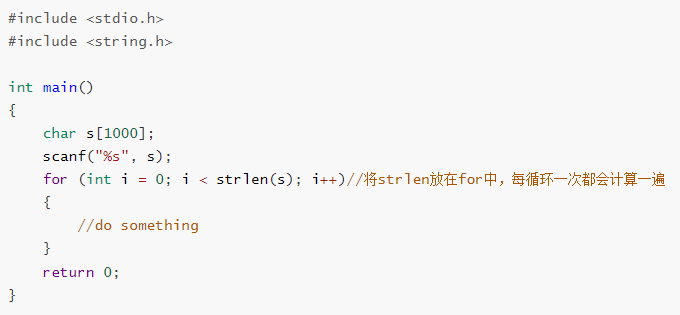 #include <stdio.h>
#include <string.h>

int main()
{
    char s[1000];
    scanf("%s", s);
    for (int i = 0; i < strlen(s); i++)//将strlen放在for中，每循环一次都会计算一遍
    {
        //do something
    }
    return 0;
}